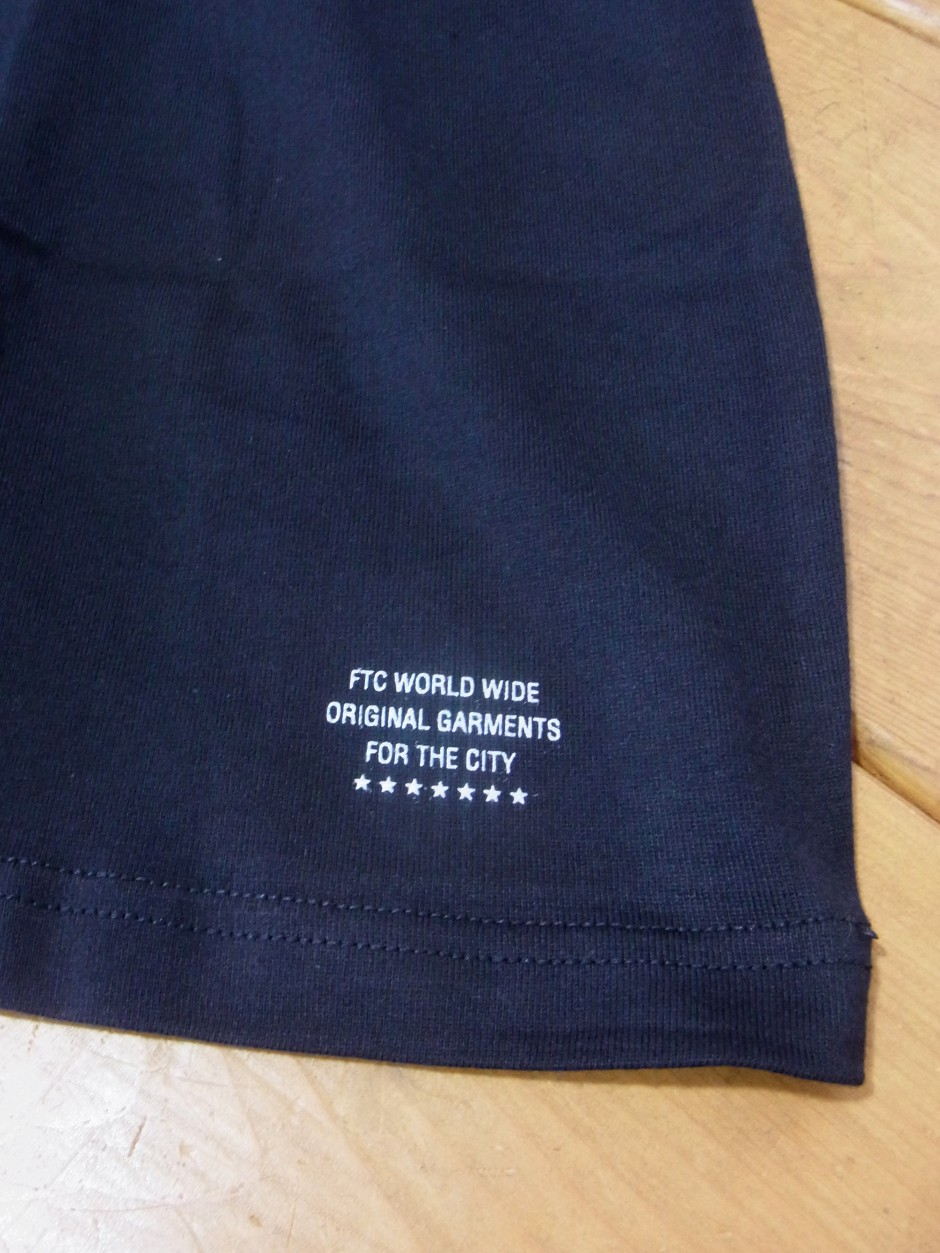 FTC WORLD WIDE
ORIGINAL GARMENTS
FOR THE CITY
★★★★★★★